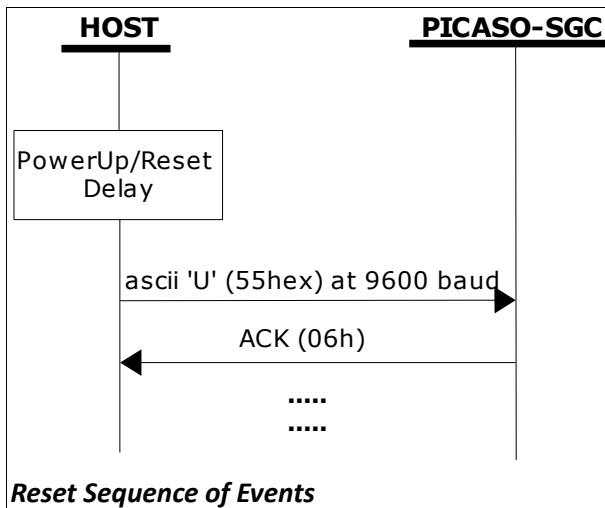 HOST PICASO-SGC
PowerUp/Reset
Delay
ascii 'U' (55hex) at 9600 baud
ACK (06h)
.....
.....
Reset Sequence of Events